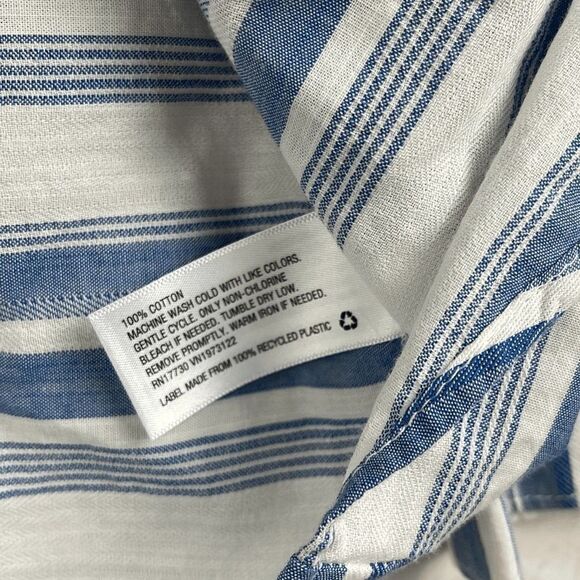 100% COTTON
MACHINE WASH COLD WITH LIKE COLORS.
GENTLE CYCLE. ONLY NON-CHLORINE
BLEACH IF NEEDED. TUMBLE DRY LOW.
REMOVE PROMPTLY, WARM IRON IF NEEDED.
RN17730 VN1973122
LABEL MADE FROM 100% RECYCLED PLASTIC